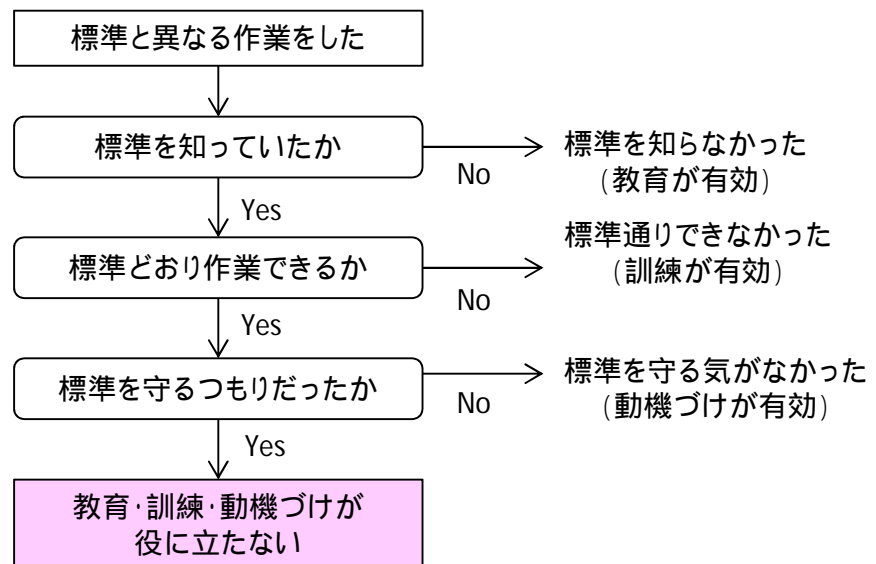 標準と異なる作業をした
標準を知っていたか
No
標準を知らなかった
(教育が有効)
Yes
標準どおり作業できるか
No
標準通りできなかった
(訓練が有効)
Yes
標準を守るつもりだったか
No
標準を守る気がなかった
(動機づけが有効)
Yes
教育・訓練・動機づけが
役に立たない